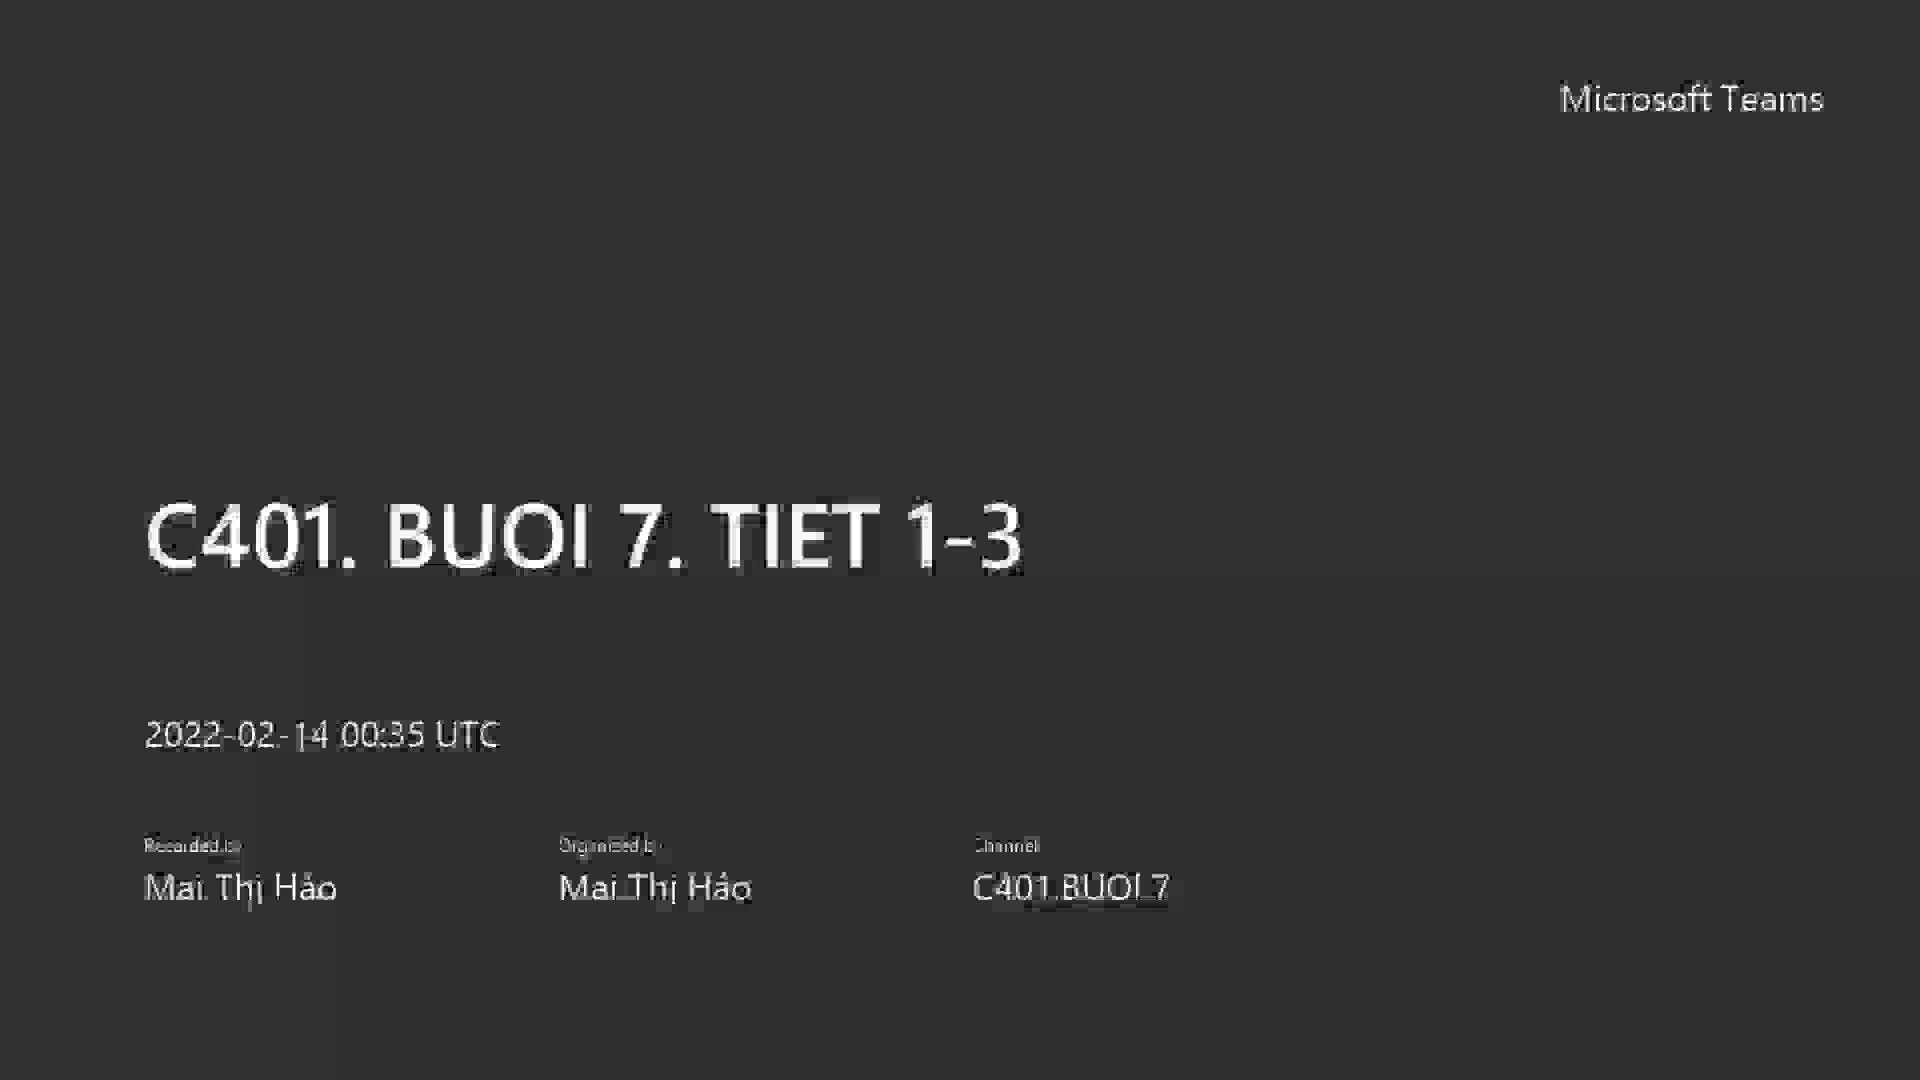 Microsoft Teams
C401. BUOI 7. TIET 1-3
2022-02-14 00:35 UTC
Recorded by Organized by Channel
Mai Thị Hảo Mai Thị Hảo C401.BUOI 7